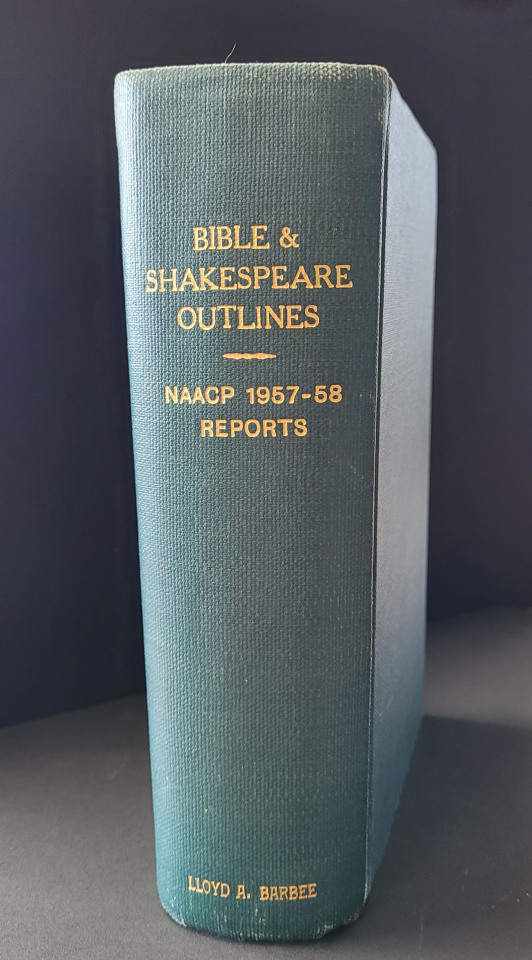 BIBLE &
SHAKESPEARE
OUTLINES
NAACP 1957-58
REPORTS
LLOYD A. BARBEE